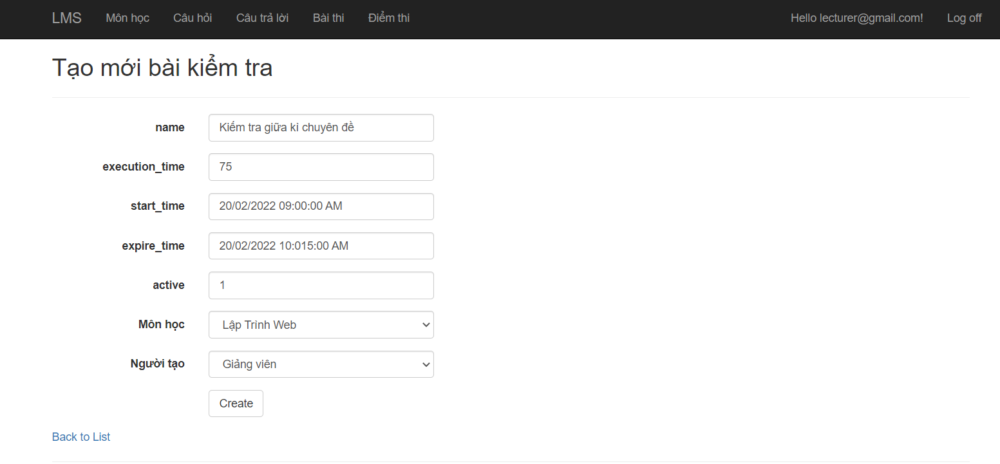 LMS Môn học Câu hỏi Câu trả lời Bài thi Điểm thi Hello lecturer@gmail.com! Log off
Tạo mới bài kiểm tra
name Kiếm tra giữa kì chuyên đề
execution_time 75
start_time 20/02/2022 09:00:00 AM
expire_time 20/02/2022 10:015:00 AM
active 1
Môn học Lập Trình Web
Người tạo Giảng viên
Create
Back to List